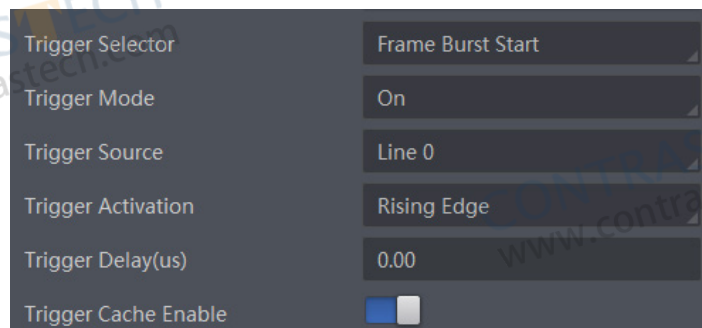 Trigger Selector Frame Burst Start
Trigger Mode On
Trigger Source Line 0
Trigger Activation Rising Edge
Trigger Delay(us) 0.00
Trigger Cache Enable